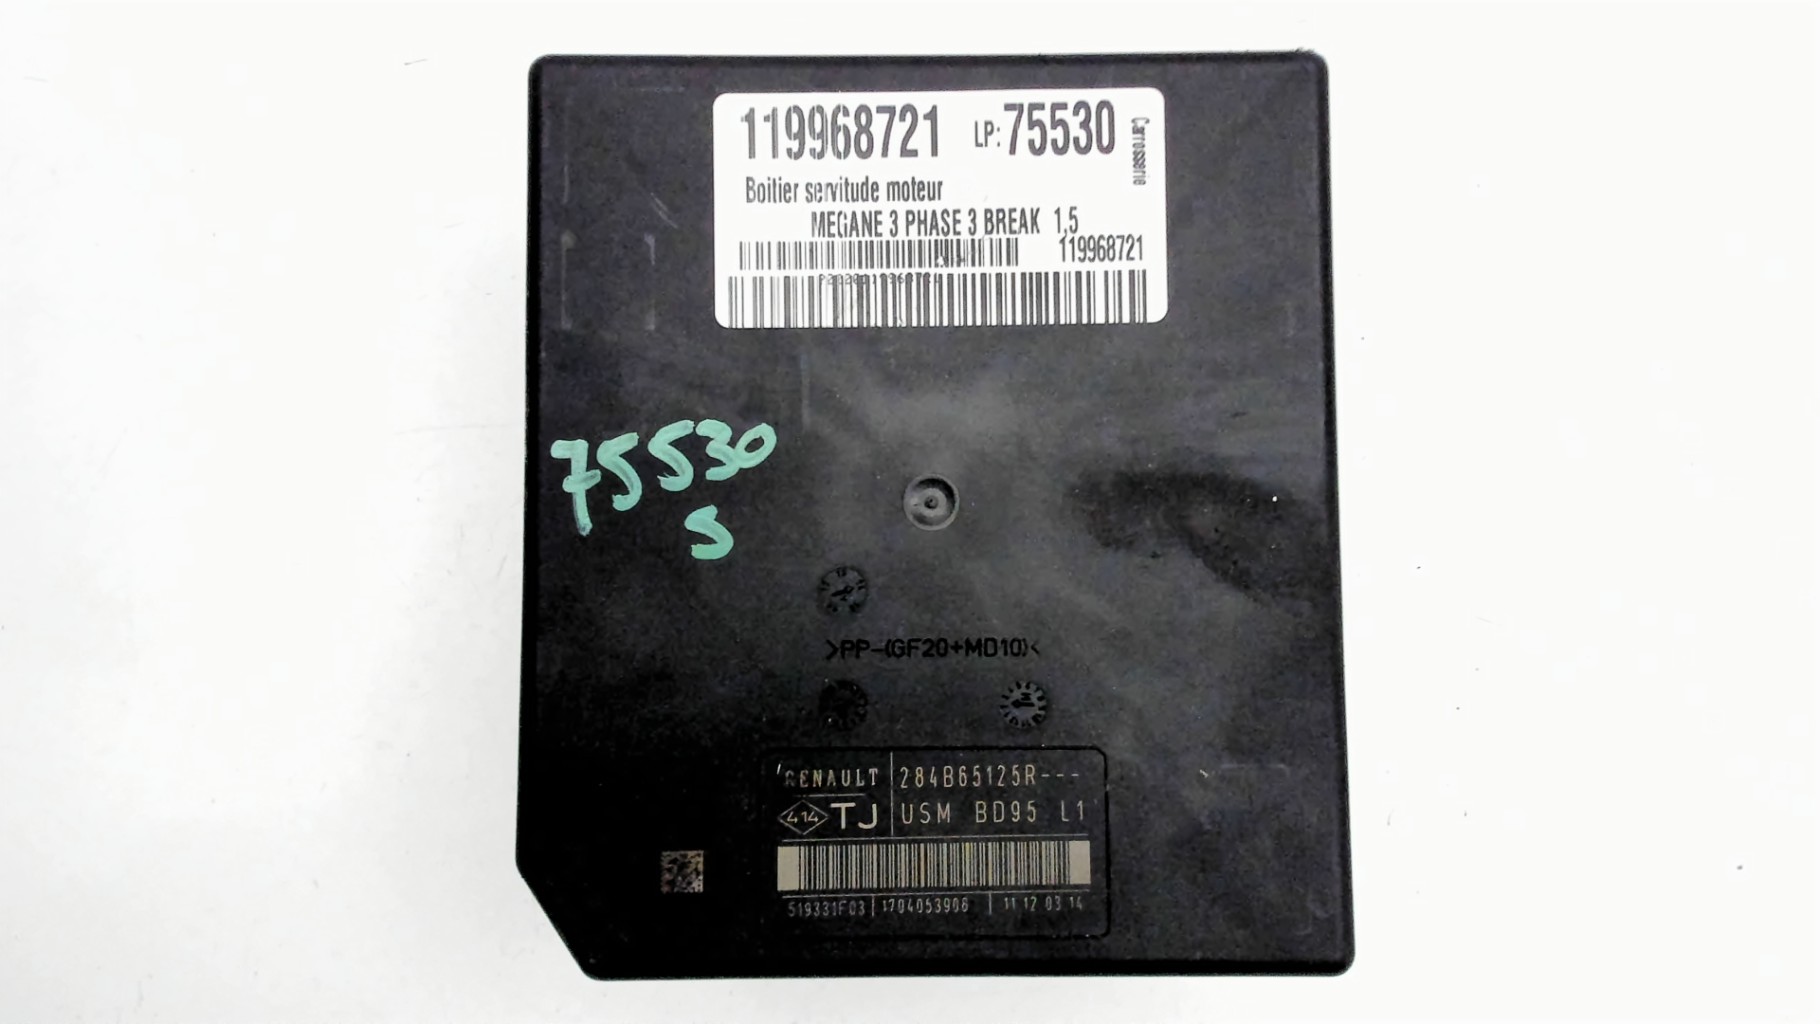 119968721 LP: 75530
Carrosserie
Boitier servitude moteur
MEGANE 3 PHASE 3 BREAK 1,5
119968721
75530
S
>PP-(GF20+MD10)<
RENAULT 284B65125R---
414 TJ USM BD95 L1
519331F03 1704053906 11 12 03 14